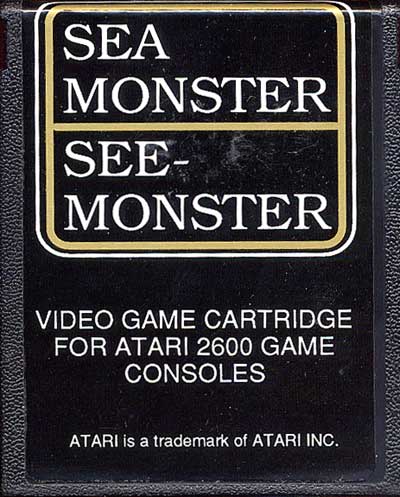 SEA
MONSTER
SEE-
MONSTER
VIDEO GAME CARTRIDGE
FOR ATARI 2600 GAME
CONSOLES
ATARI is a trademark of ATARI INC.